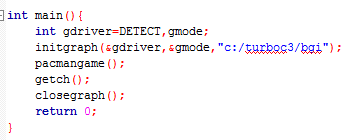 int main(){
int gdriver=DETECT,gmode;
initgraph(&gdriver,&gmode,"c:/turboc3/bgi");
pacmangame();
getch();
closegraph();
return 0;
}